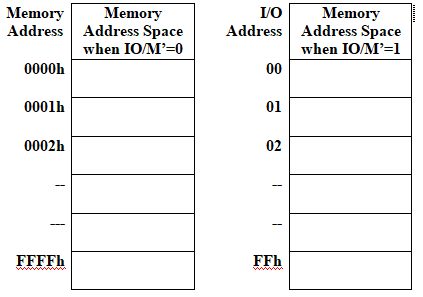 Memory Address
Memory Address Space when IO/M’=0
0000h
0001h
0002h
--
---
FFFFh
I/O Address
Memory Address Space when IO/M’=1
00
01
02
--
--
FFh